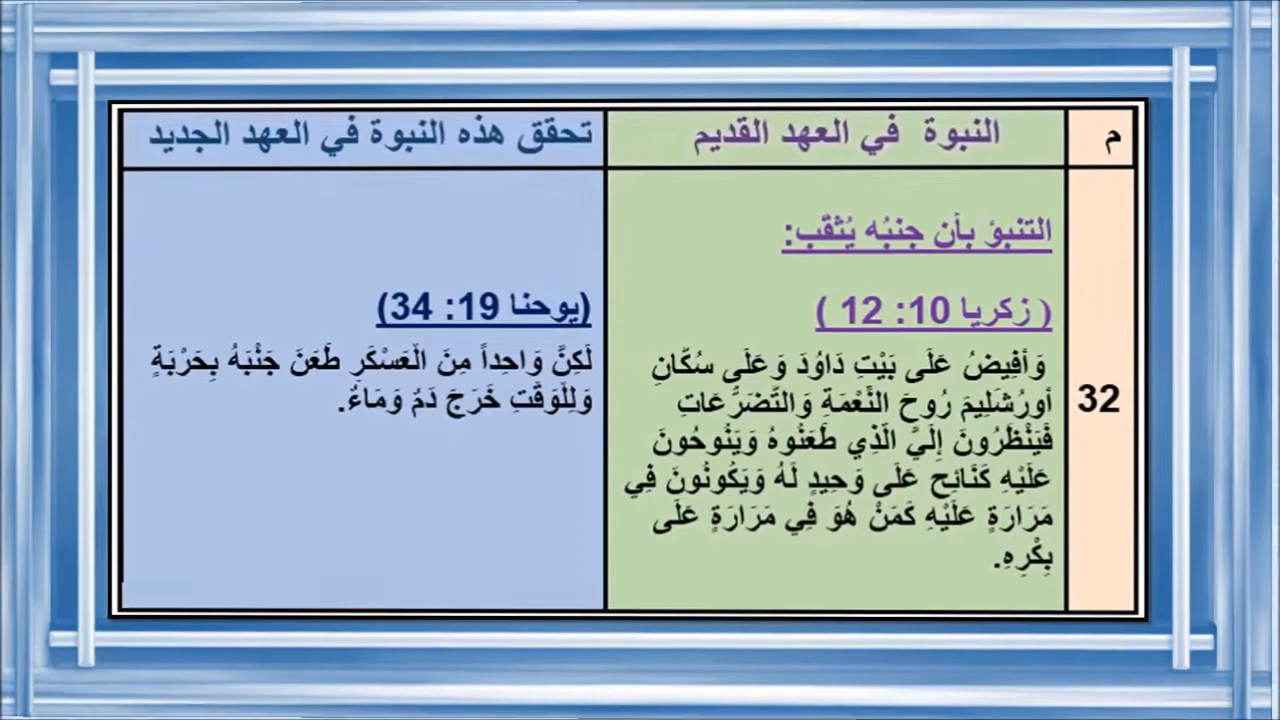 م
النبوة في العهد القديم
تحقق هذه النبوة في العهد الجديد
32
التنبؤ بأن جنبُه يُثقَب:
( زكريا 10: 12 )
وَأُفِيضُ عَلَى بَيْتِ دَاوُدَ وَعَلَى سُكَّانِ
أُورُشَلِيمَ رُوحَ النِّعْمَةِ وَالتَّضَرُّعَاتِ
فَيَنْظُرُونَ إِلَيَّ الَّذِي طَعَنُوهُ وَيَنُوحُونَ
عَلَيْهِ كَنَائِحٍ عَلَى وَحِيدٍ لَهُ وَيَكُونُونَ فِي
مَرَارَةٍ عَلَيْهِ كَمَنْ هُوَ فِي مَرَارَةٍ عَلَى
بِكْرِهِ.
(يوحنا 19: 34)
لَكِنَّ وَاحِداً مِنَ الْعَسْكَرِ طَعَنَ جَنْبَهُ بِحَرْبَةٍ
وَلِلْوَقْتِ خَرَجَ دَمٌ وَمَاءٌ.